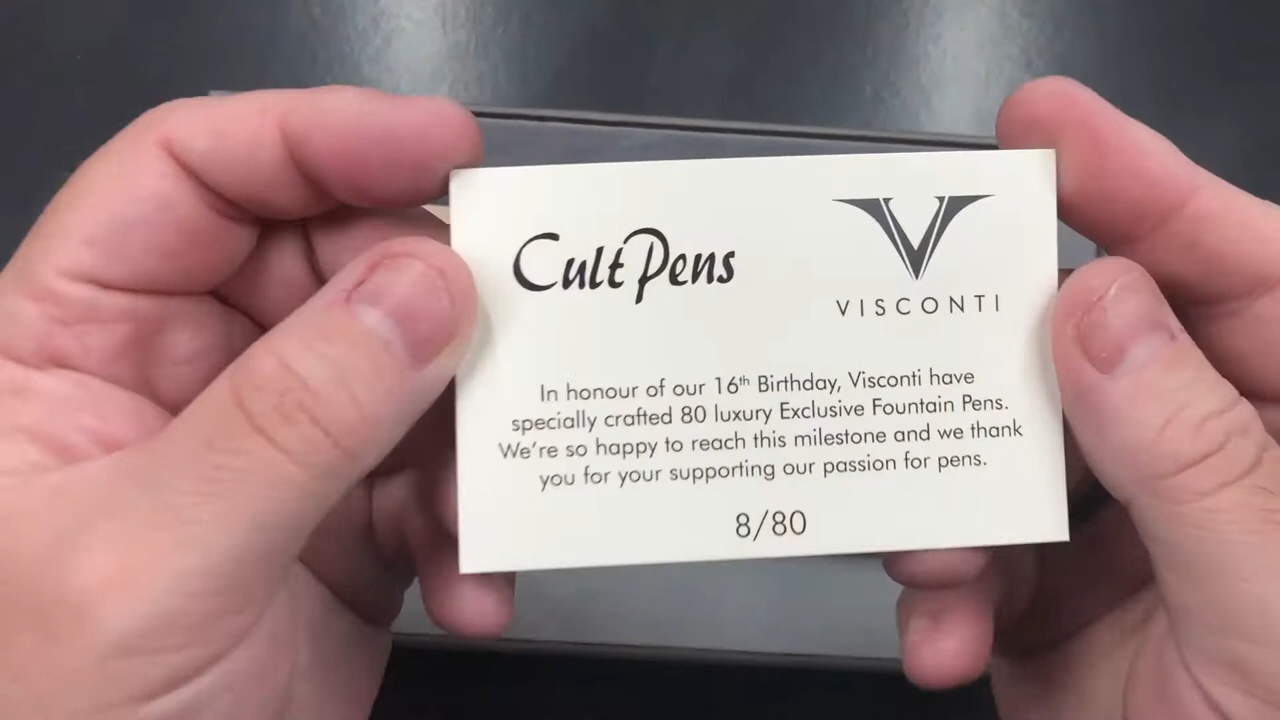 Cult Pens
VISCONTI
In honour of our 16th Birthday, Visconti have
specially crafted 80 luxury Exclusive Fountain Pens.
We're so happy to reach this milestone and we thank
you for your supporting our passion for pens.
8/80